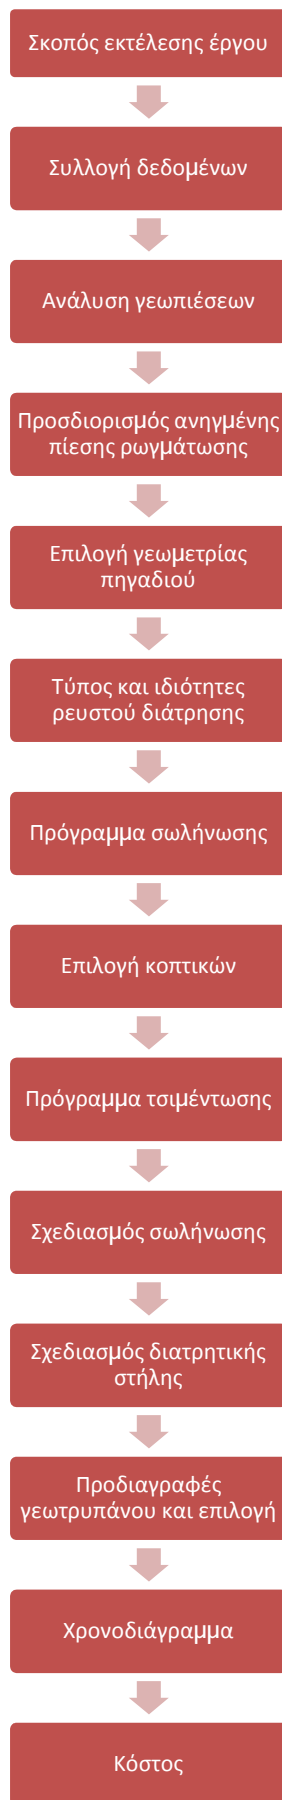 Σκοπός εκτέλεσης έργου
Συλλογή δεδομένων
Ανάλυση γεωπιέσεων
Προσδιορισμός ανηγμένης
πίεσης ρωγμάτωσης
Επιλογή γεωμετρίας
πηγαδιού
Τύπος και ιδιότητες
ρευστού διάτρησης
Πρόγραμμα σωλήνωσης
Επιλογή κοπτικών
Πρόγραμμα τσιμέντωσης
Σχεδιασμός σωλήνωσης
Σχεδιασμός διατρητικής
στήλης
Προδιαγραφές
γεωτρυπάνου και επιλογή
Χρονοδιάγραμμα
Κόστος